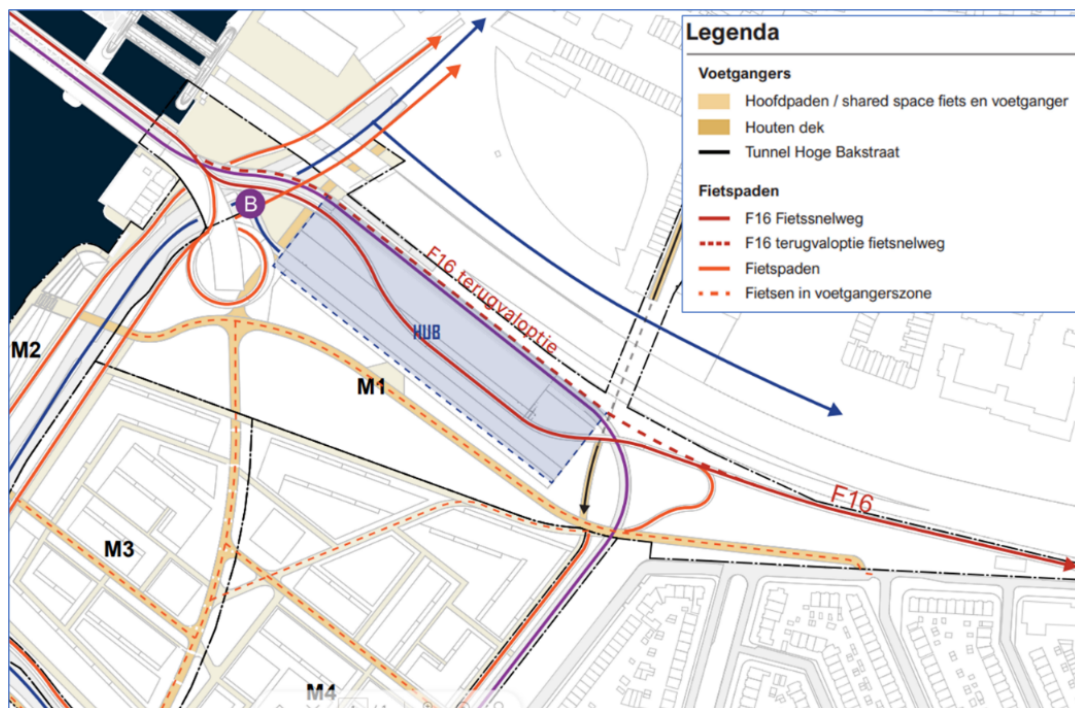 Legenda
Voetgangers
Hoofdpaden / shared space fiets en voetganger
Houten dek
Tunnel Hoge Bakstraat
Fietspaden
F16 Fietssnelweg
F16 terugvaloptie fietsnelweg
Fietspaden
Fietsen in voetgangerszone
B
F16 terugvaloptie
HUB
M2
M1
F16
M3
M4